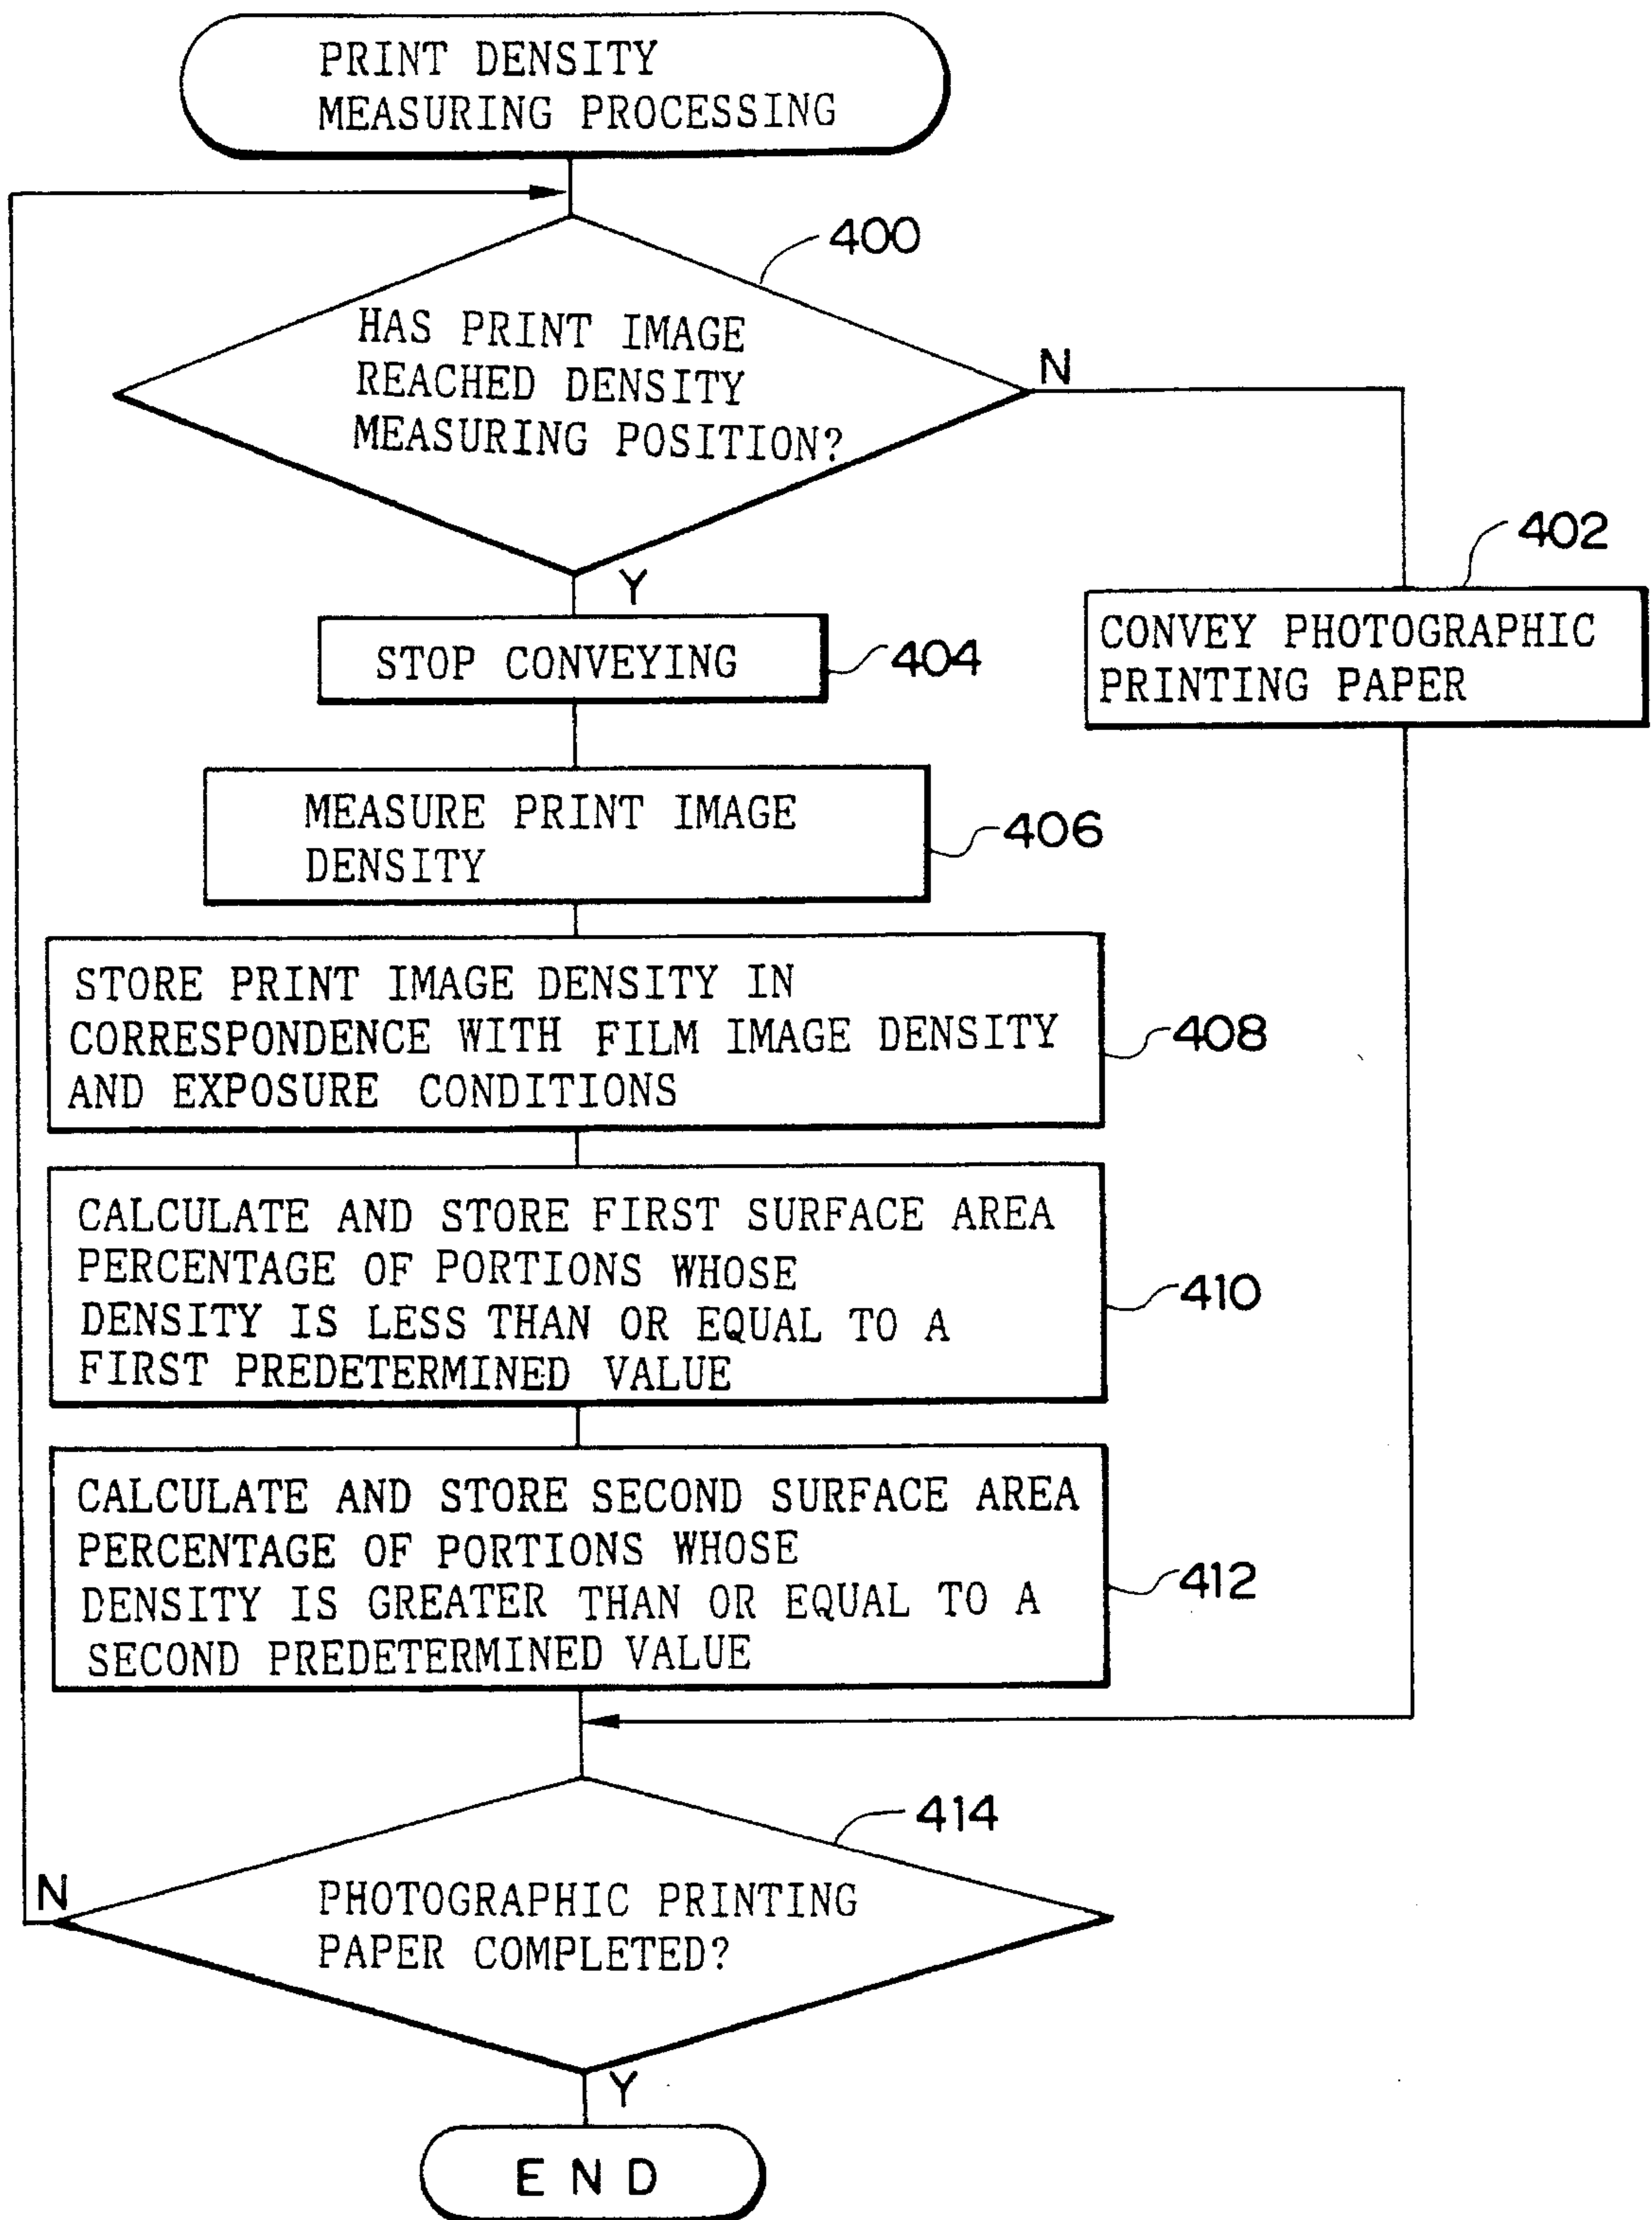 PRINT DENSITY
MEASURING PROCESSING
400
HAS PRINT IMAGE
REACHED DENSITY
MEASURING POSITION?
N
Y
402
CONVEY PHOTOGRAPHIC
PRINTING PAPER
STOP CONVEYING
404
MEASURE PRINT IMAGE
DENSITY
406
STORE PRINT IMAGE DENSITY IN
CORRESPONDENCE WITH FILM IMAGE DENSITY
AND EXPOSURE CONDITIONS
408
CALCULATE AND STORE FIRST SURFACE AREA
PERCENTAGE OF PORTIONS WHOSE
DENSITY IS LESS THAN OR EQUAL TO A
FIRST PREDETERMINED VALUE
410
CALCULATE AND STORE SECOND SURFACE AREA
PERCENTAGE OF PORTIONS WHOSE
DENSITY IS GREATER THAN OR EQUAL TO A
SECOND PREDETERMINED VALUE
412
414
N
PHOTOGRAPHIC PRINTING
PAPER COMPLETED?
Y
END